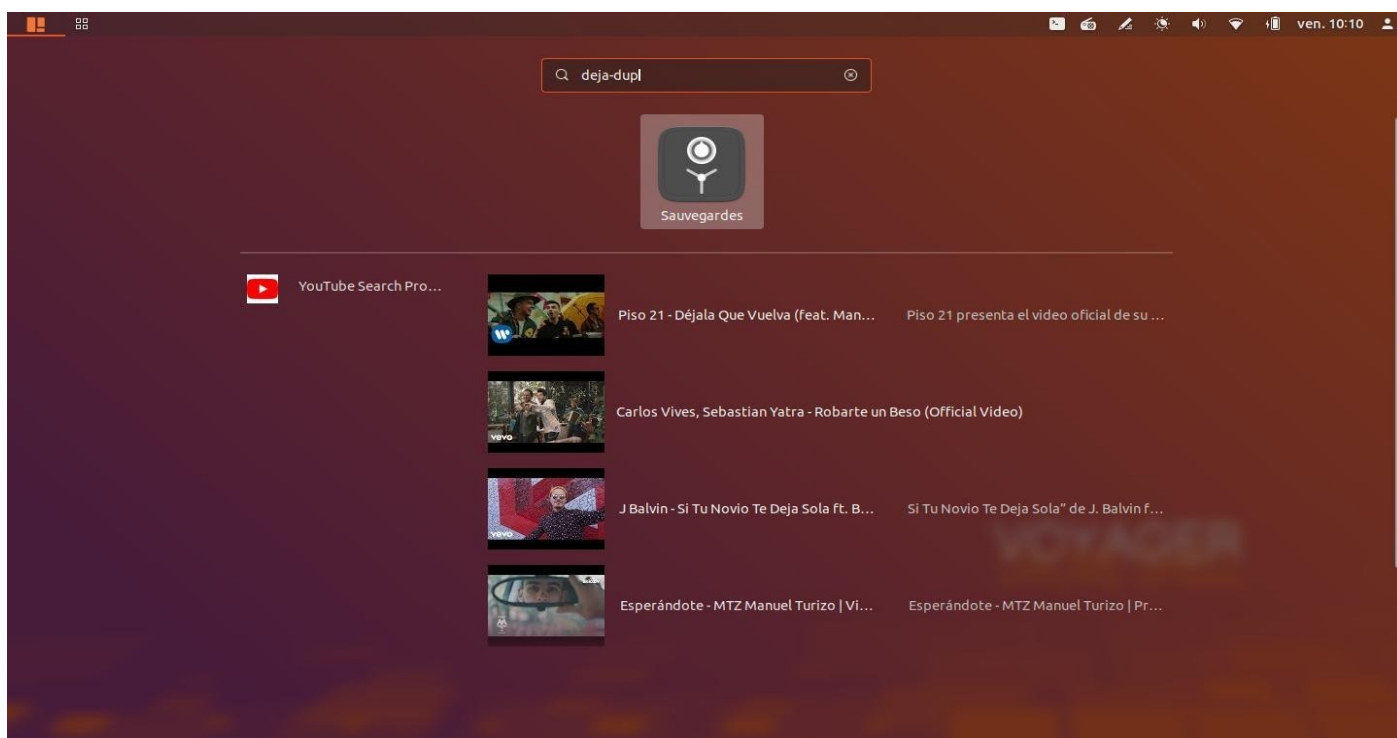 ven. 10:10
deja-dupl
Sauvegardes
YouTube Search Pro...
Piso 21 - Déjala Que Vuelva (feat. Man...
Piso 21 presenta el video oficial de su ...
Carlos Vives, Sebastian Yatra - Robarte un Beso (Official Video)
vevo
J Balvin - Si Tu Novio Te Deja Sola ft. B...
Si Tu Novio Te Deja Sola” de J. Balvin f...
vevo
VOYAGER
Esperándote - MTZ Manuel Turizo | Vi...
Esperándote - MTZ Manuel Turizo | Pr...